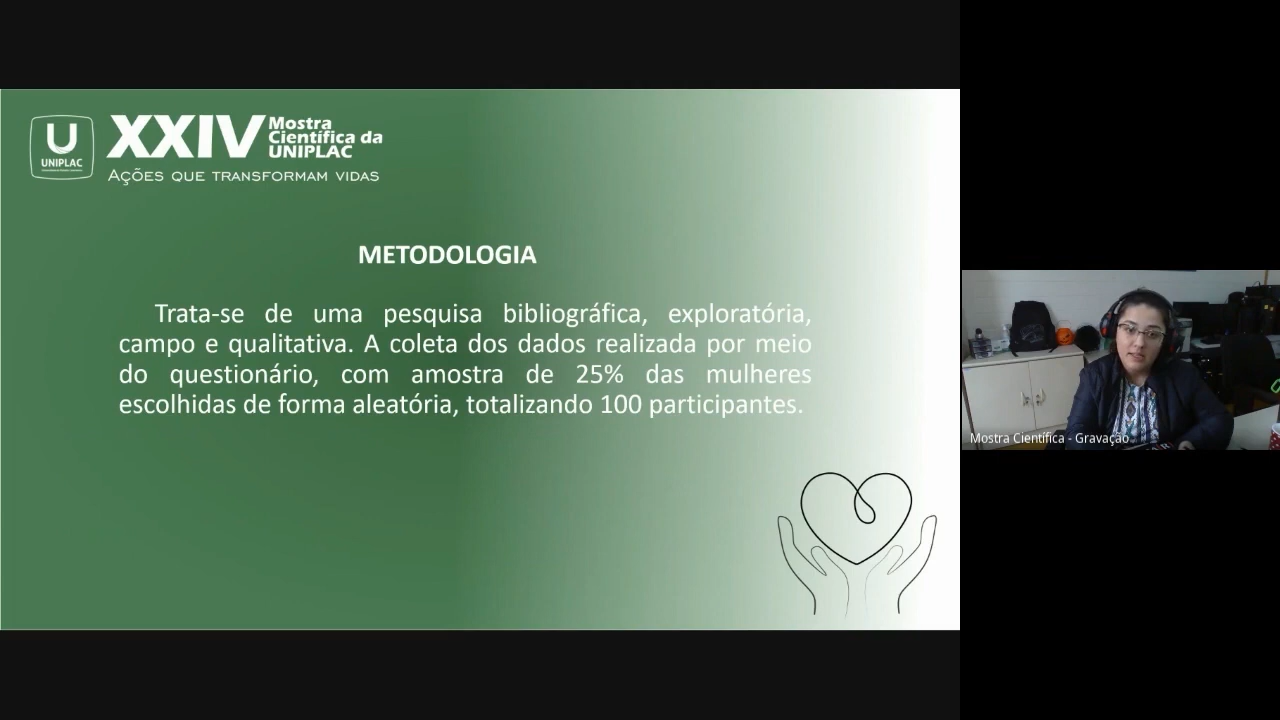 U
UNIPLAC
XXIV
Mostra
Científica da
UNIPLAC
AÇÕES QUE TRANSFORMAM VIDAS
METODOLOGIA
Trata-se de uma pesquisa bibliográfica, exploratória,
campo e qualitativa. A coleta dos dados realizada por meio
do questionário, com amostra de 25% das mulheres
escolhidas de forma aleatória, totalizando 100 participantes.
Mostra Científica - Gravação